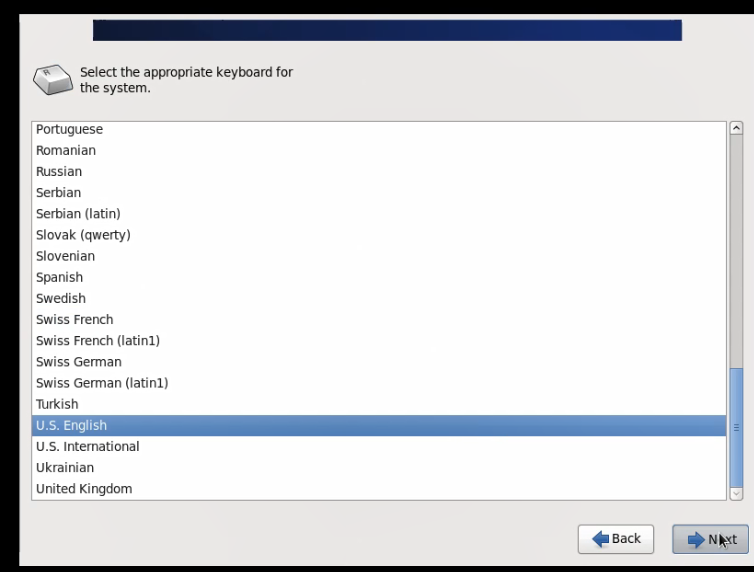 Select the appropriate keyboard for
the system.
Portuguese
Romanian
Russian
Serbian
Serbian (latin)
Slovak (qwerty)
Slovenian
Spanish
Swedish
Swiss French
Swiss French (latin1)
Swiss German
Swiss German (latin1)
Turkish
U.S. English
U.S. International
Ukrainian
United Kingdom
Back
Next